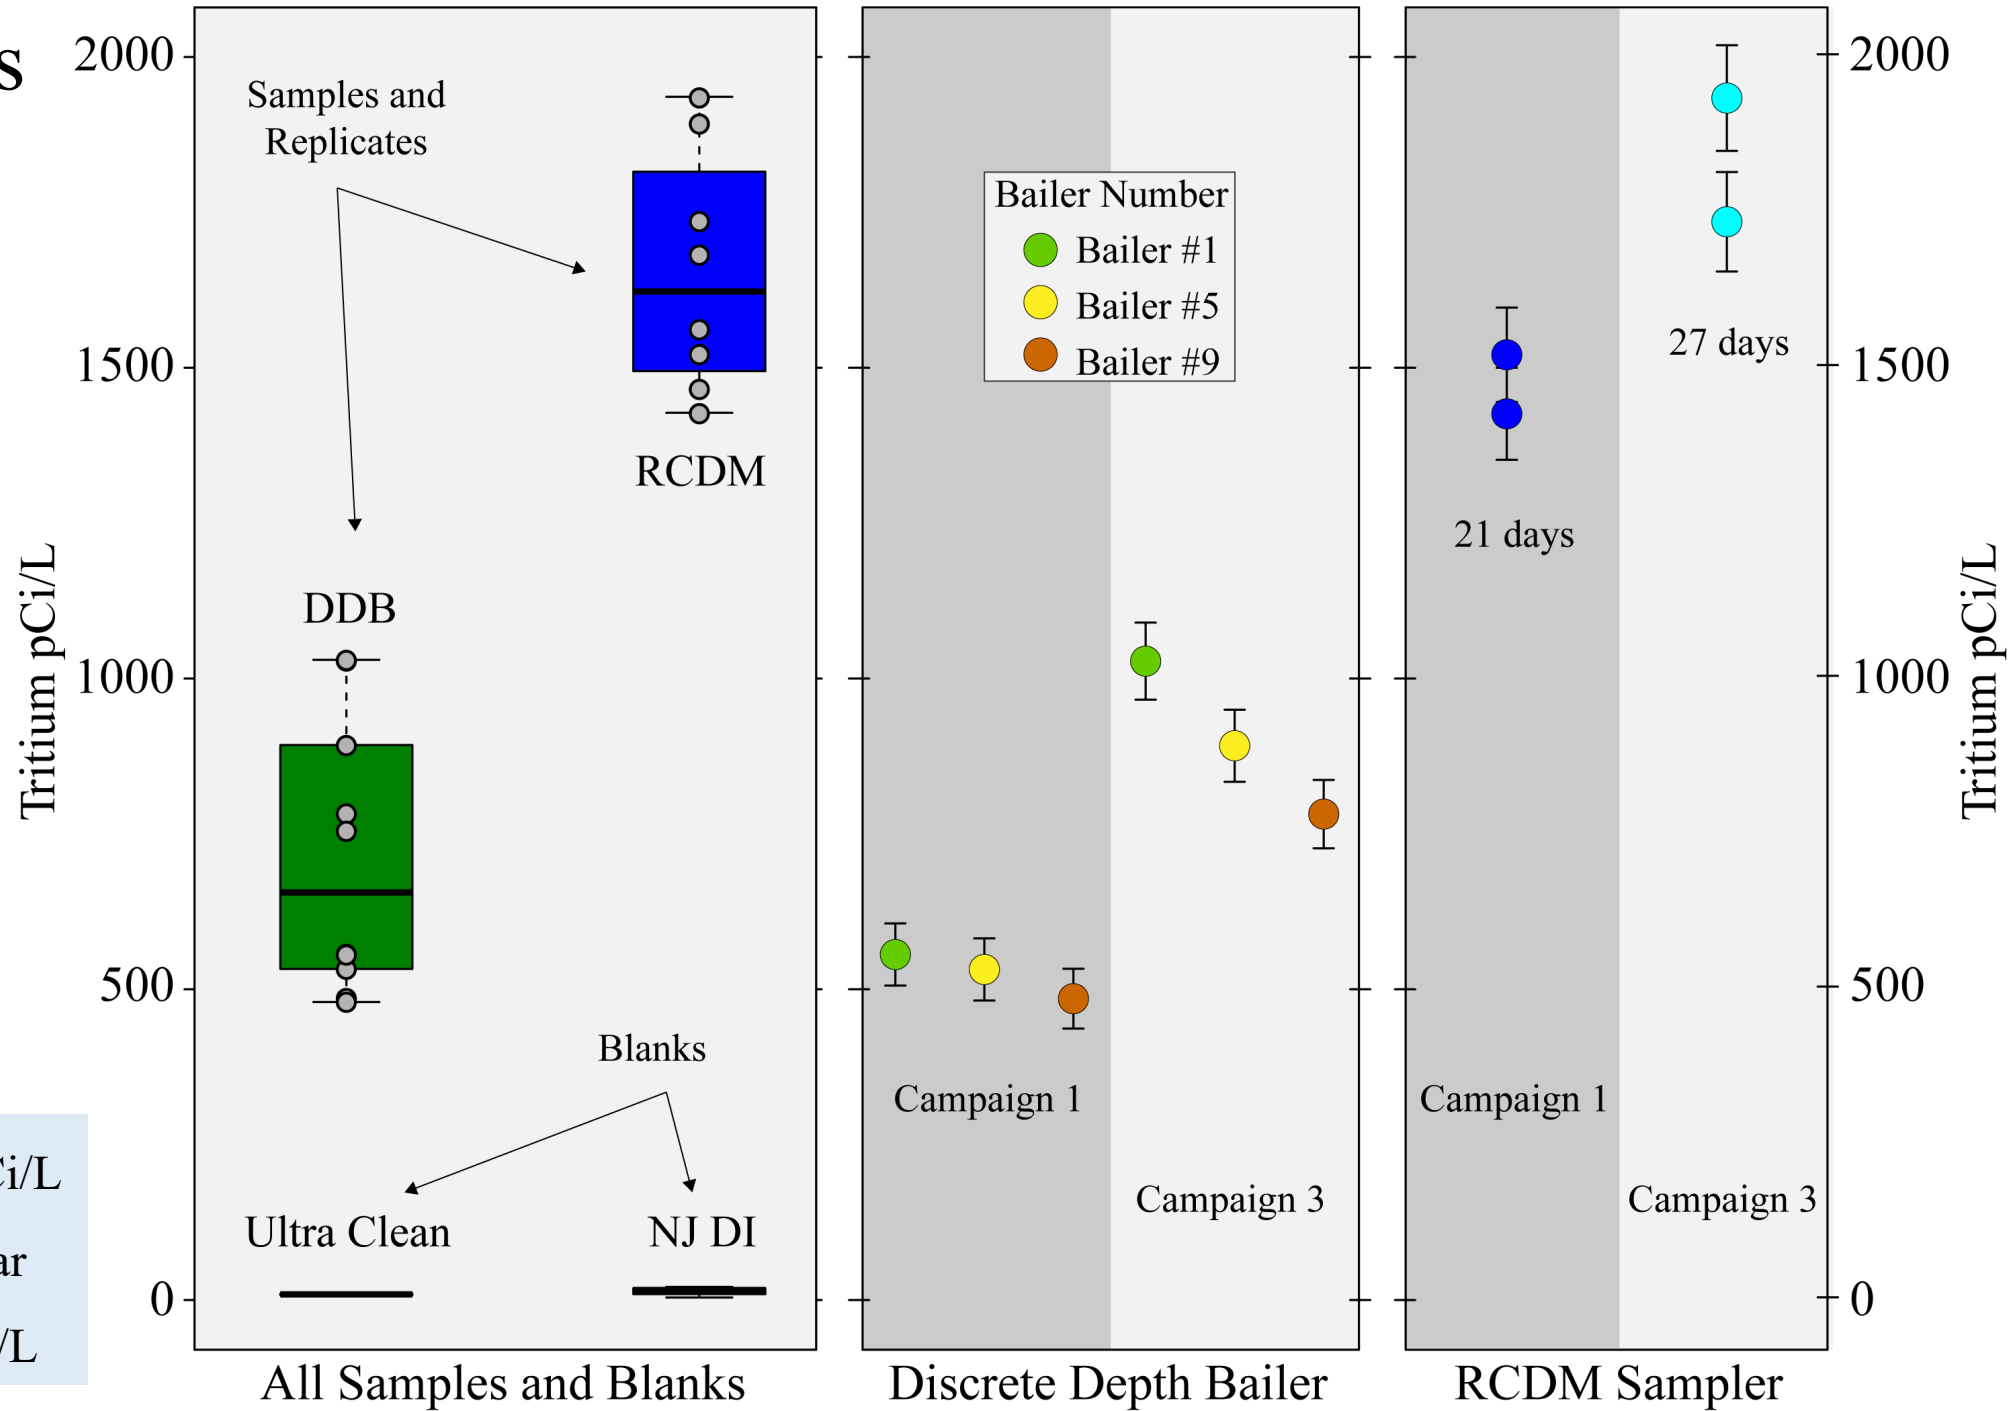 s
2000
1500
1000
500
0
Tritium pCi/L
Samples and
Replicates
RCDM
DDB
Blanks
Ultra Clean
NJ DI
All Samples and Blanks
Bailer Number
Bailer #1
Bailer #5
Bailer #9
Campaign 1
Campaign 3
Discrete Depth Bailer
27 days
21 days
Campaign 1
Campaign 3
RCDM Sampler
2000
1500
1000
500
0
Tritium pCi/L
Ci/L
ar
/L